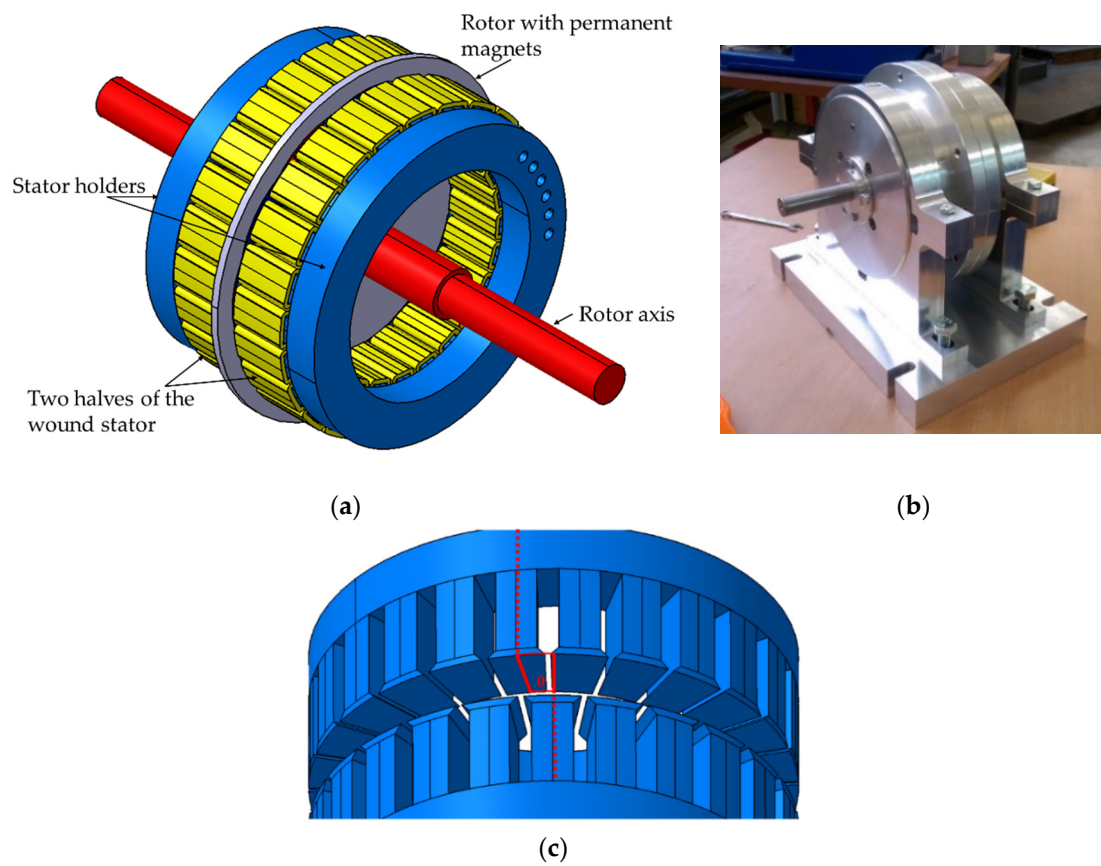 Rotor with permanent
magnets
Stator holders
Rotor axis
Two halves of the
wound stator
(a)
(b)
θ
(c)